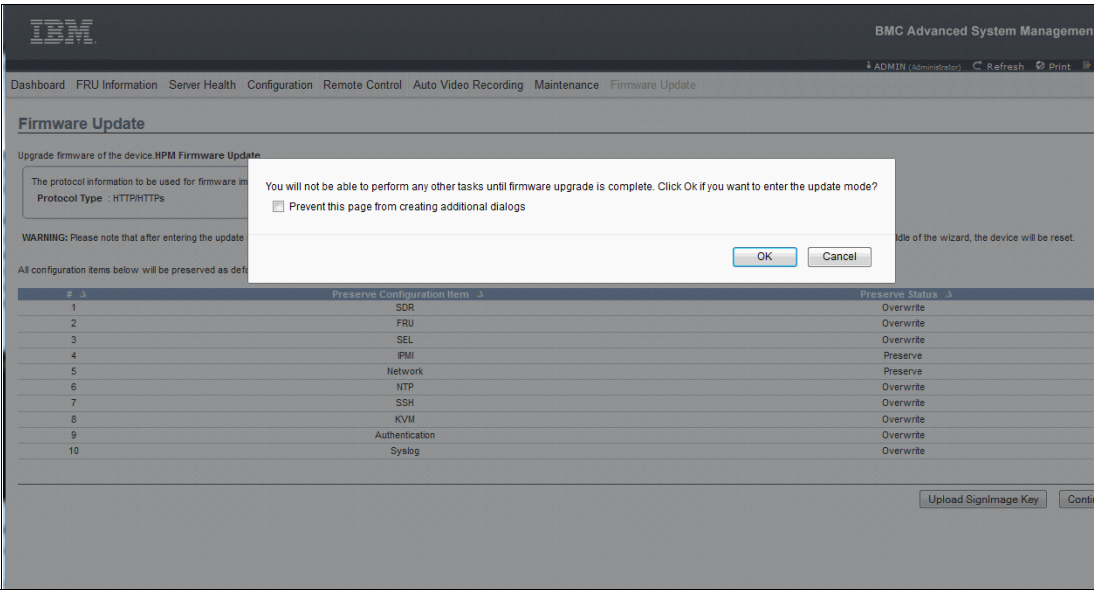 IBM
BMC Advanced System Managemen
ADMIN (Administrator) Refresh Print
Dashboard FRU Information Server Health Configuration Remote Control Auto Video Recording Maintenance Firmware Update
Firmware Update
Upgrade firmware of the device.HPM Firmware Update
The protocol information to be used for firmware im
Protocol Type : HTTP/HTTPs
You will not be able to perform any other tasks until firmware upgrade is complete. Click Ok if you want to enter the update mode?
Prevent this page from creating additional dialogs
OK Cancel
WARNING: Please note that after entering the update ddle of the wizard, the device will be reset.
All configuration items below will be preserved as defa
# Preserve Configuration Item Preserve Status
1 SDR Overwrite
2 FRU Overwrite
3 SEL Overwrite
4 IPMI Preserve
5 Network Preserve
6 NTP Overwrite
7 SSH Overwrite
8 KVM Overwrite
9 Authentication Overwrite
10 Syslog Overwrite
Upload SignImage Key Conti